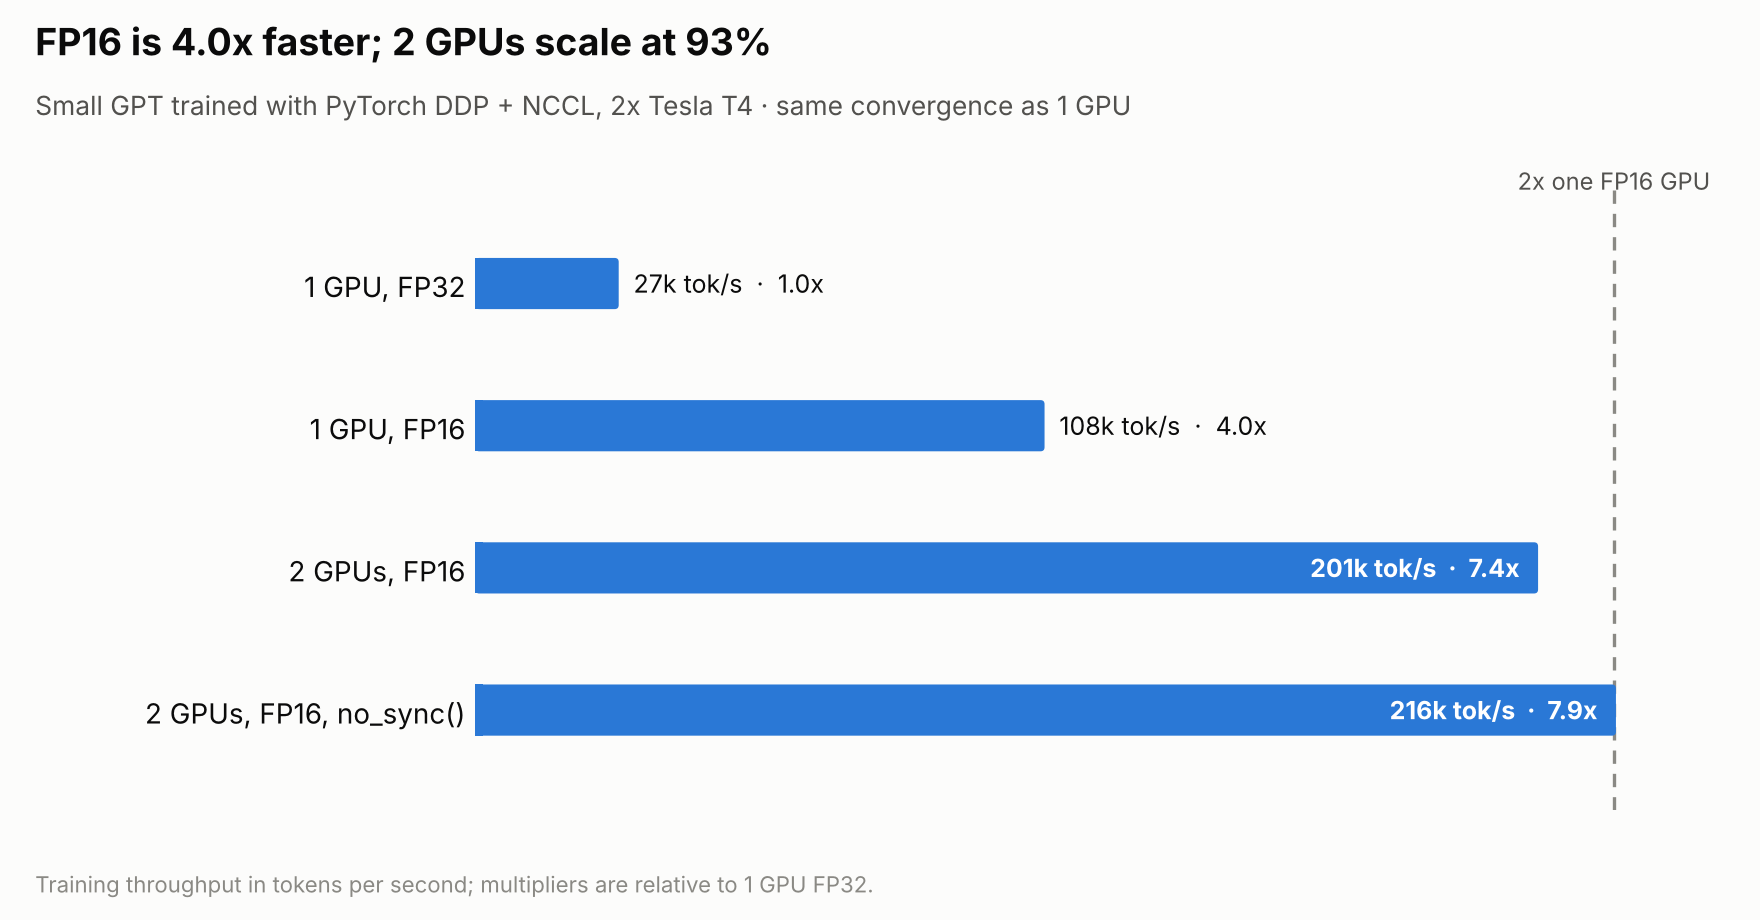 FP16 is 4.0x faster; 2 GPUs scale at 93%
Small GPT trained with PyTorch DDP + NCCL, 2x Tesla T4 · same convergence as 1 GPU
2x one FP16 GPU
1 GPU, FP32 27k tok/s · 1.0x
1 GPU, FP16 108k tok/s · 4.0x
2 GPUs, FP16 201k tok/s · 7.4x
2 GPUs, FP16, no_sync() 216k tok/s · 7.9x
Training throughput in tokens per second; multipliers are relative to 1 GPU FP32.